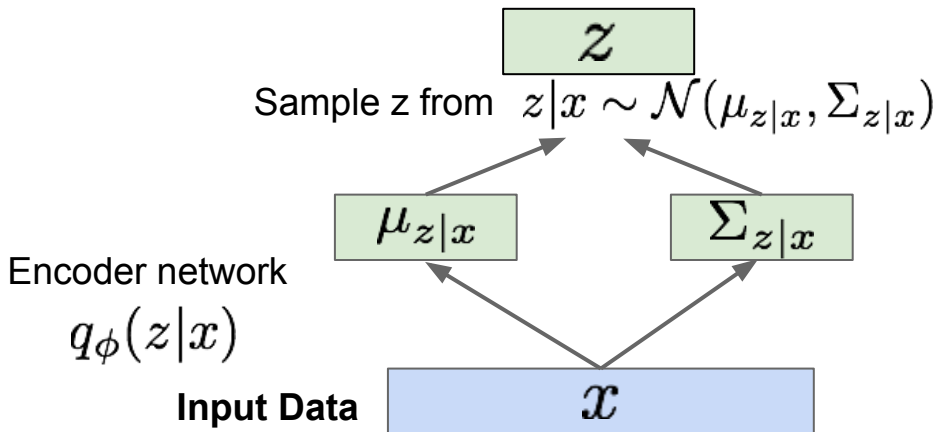 z
Sample z from z|x ∼ 𝒩(μ_{z|x}, Σ_{z|x})
μ_{z|x} Σ_{z|x}
Encoder network
q_ϕ(z|x)
Input Data x